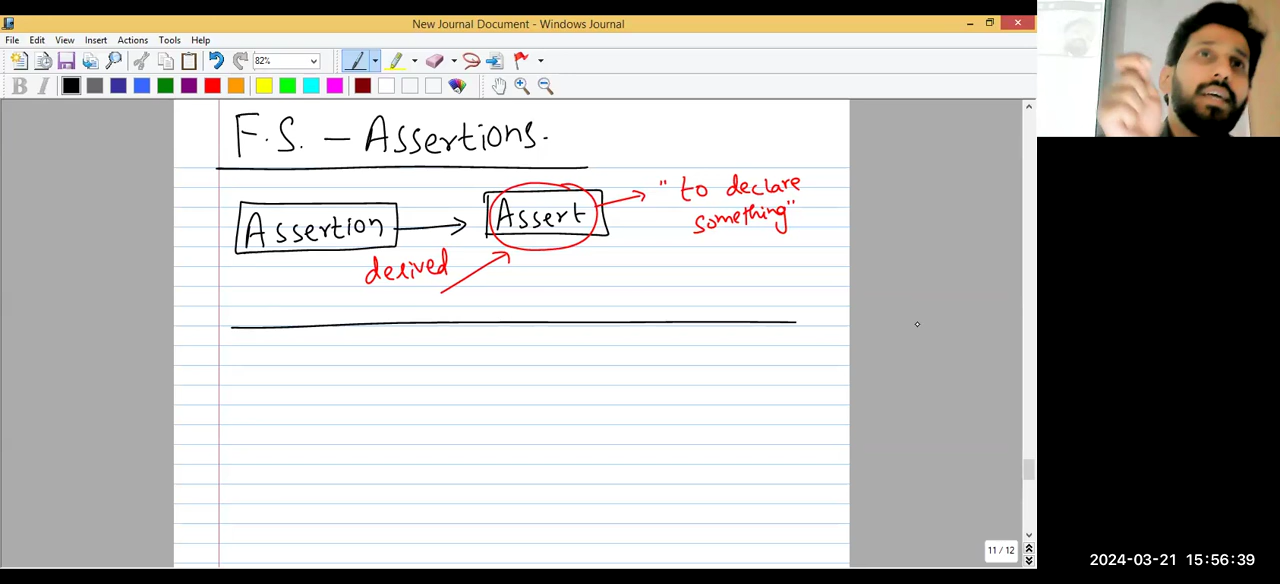 New Journal Document - Windows Journal
File Edit View Insert Actions Tools Help
82%
B I
F.S. – Assertions.
Assertion → Assert → "to declare
something"
derived
11 / 12
2024-03-21 15:56:39